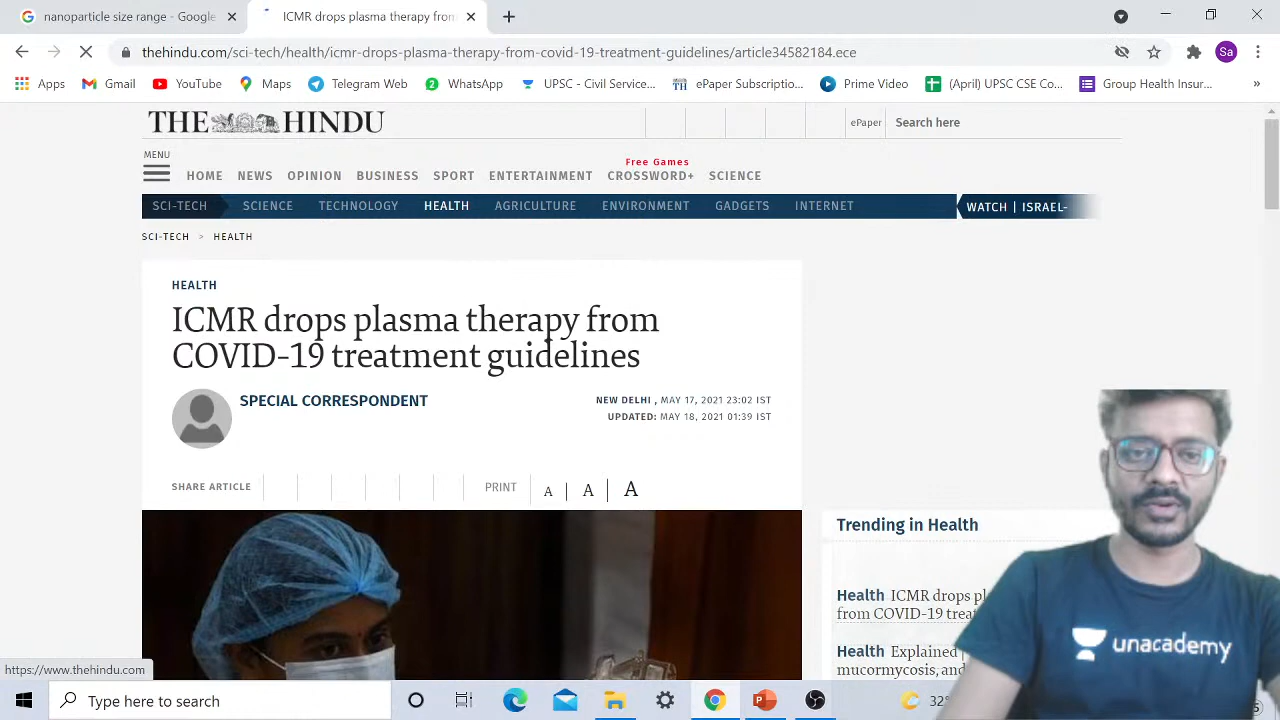 nanoparticle size range - Google
ICMR drops plasma therapy from
thehindu.com/sci-tech/health/icmr-drops-plasma-therapy-from-covid-19-treatment-guidelines/article34582184.ece
Sa
Apps
Gmail
YouTube
Maps
Telegram Web
2
WhatsApp
UPSC - Civil Service...
TH
ePaper Subscriptio...
Prime Video
(April) UPSC CSE Co...
Group Health Insur...
»
THE HINDU
ePaper
Search here
MENU
Free Games
HOME NEWS OPINION BUSINESS SPORT ENTERTAINMENT CROSSWORD+ SCIENCE
SCI-TECH SCIENCE TECHNOLOGY HEALTH AGRICULTURE ENVIRONMENT GADGETS INTERNET
WATCH | ISRAEL-
SCI-TECH > HEALTH
HEALTH
ICMR drops plasma therapy from
COVID-19 treatment guidelines
SPECIAL CORRESPONDENT
NEW DELHI , MAY 17, 2021 23:02 IST
UPDATED: MAY 18, 2021 01:39 IST
SHARE ARTICLE
PRINT
A A A
Trending in Health
Health ICMR drops pl
from COVID-19 treat
Health Explained
mucormycosis, and
unacademy
https://www.thehindu.com
Type here to search
32°